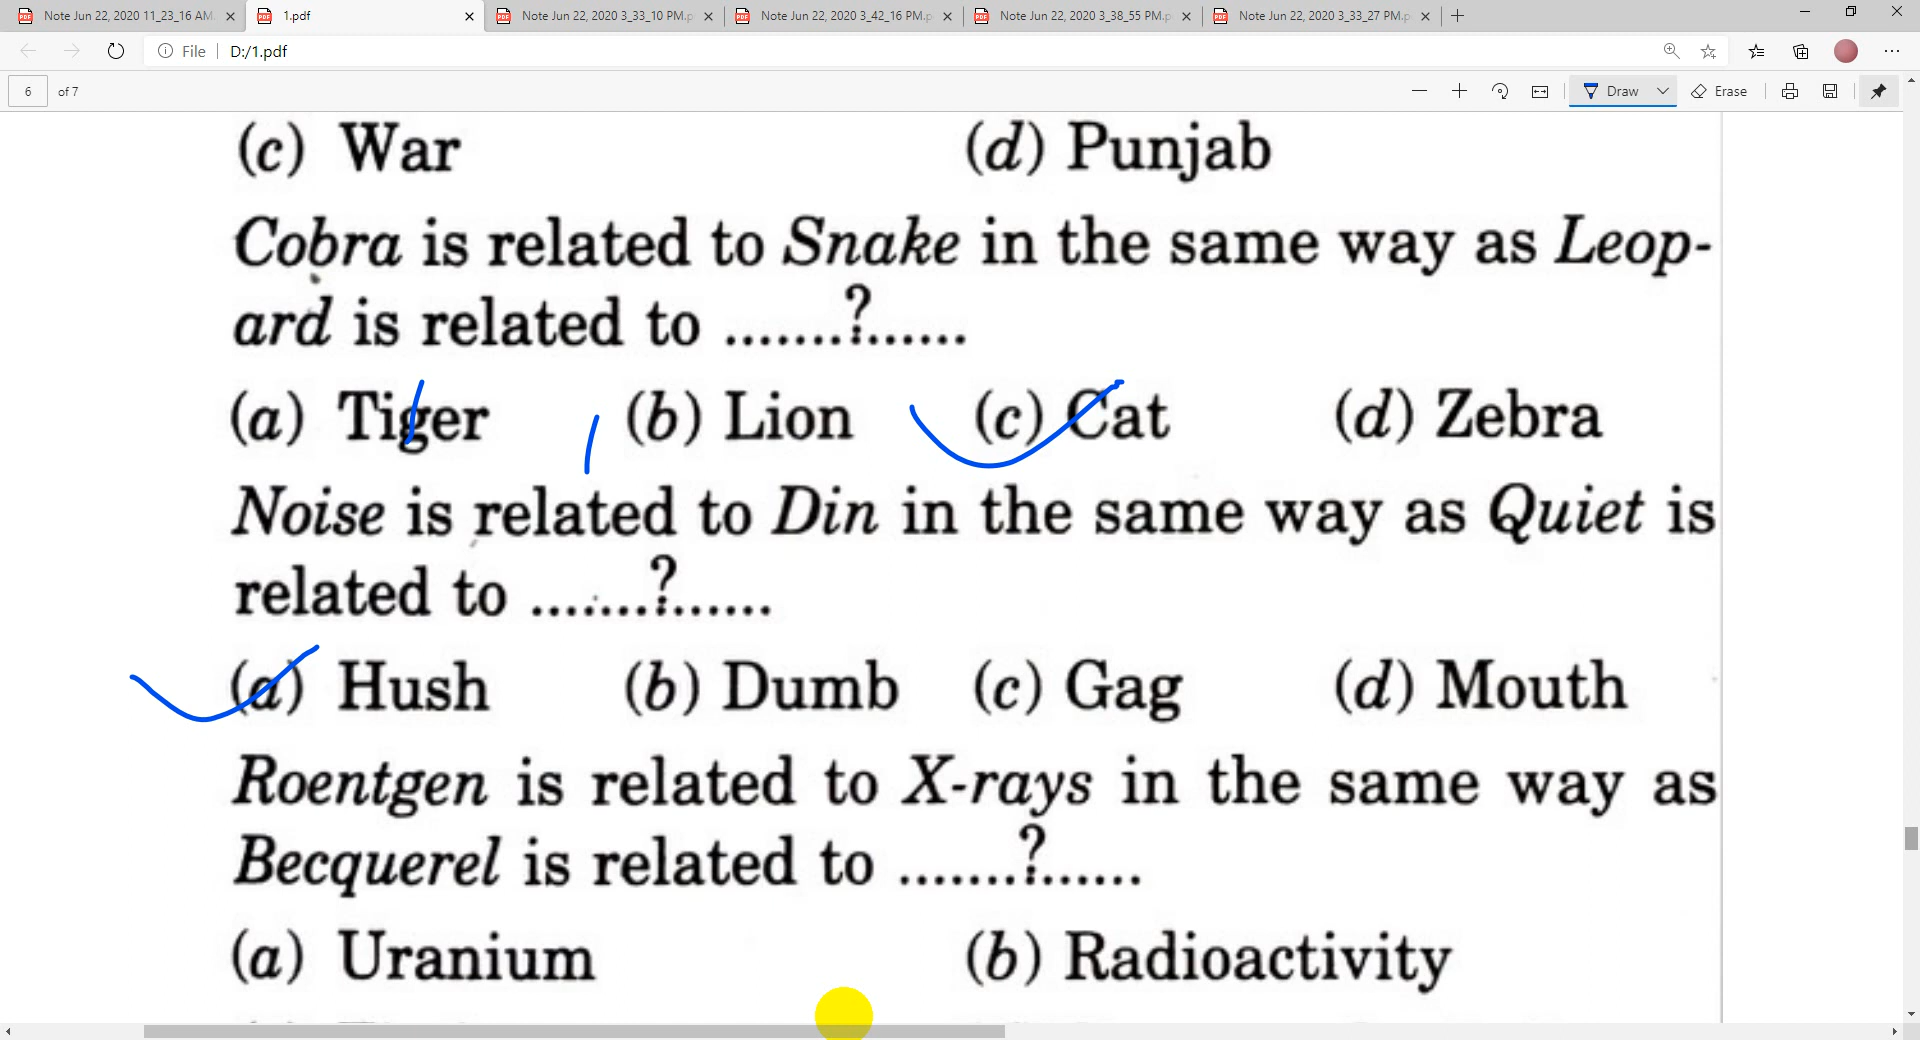 Note Jun 22, 2020 11_23_16 AM.
1.pdf
Note Jun 22, 2020 3_33_10 PM.p
Note Jun 22, 2020 3_42_16 PM.p
Note Jun 22, 2020 3_38_55 PM.p
Note Jun 22, 2020 3_33_27 PM.p
File D:/1.pdf
6 of 7
Draw Erase
(c) War (d) Punjab
Cobra is related to Snake in the same way as Leop-
ard is related to .......?......
(a) Tiger (b) Lion (c) Cat (d) Zebra
Noise is related to Din in the same way as Quiet is
related to .......?......
(a) Hush (b) Dumb (c) Gag (d) Mouth
Roentgen is related to X-rays in the same way as
Becquerel is related to .......?......
(a) Uranium (b) Radioactivity